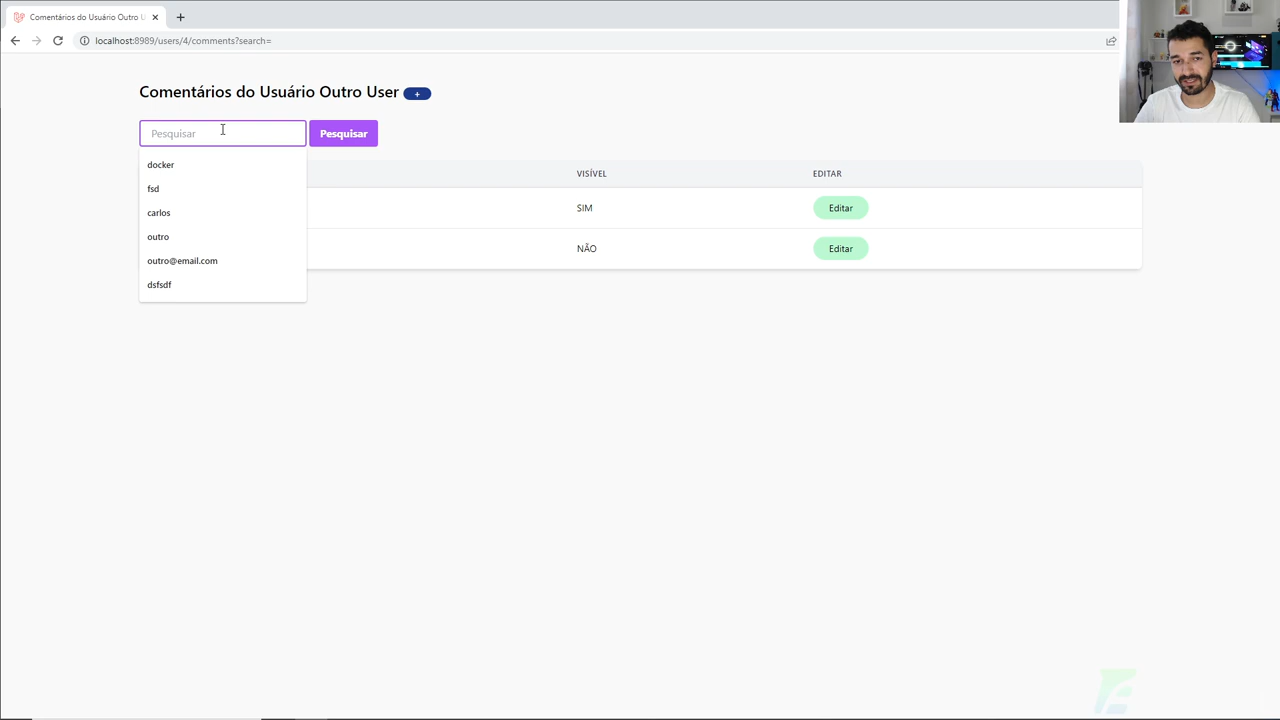 Comentários do Usuário Outro U
localhost:8989/users/4/comments?search=
Comentários do Usuário Outro User +
Pesquisar Pesquisar
docker
fsd
carlos
outro
outro@email.com
dsfsdf
VISÍVEL EDITAR
SIM Editar
NÃO Editar